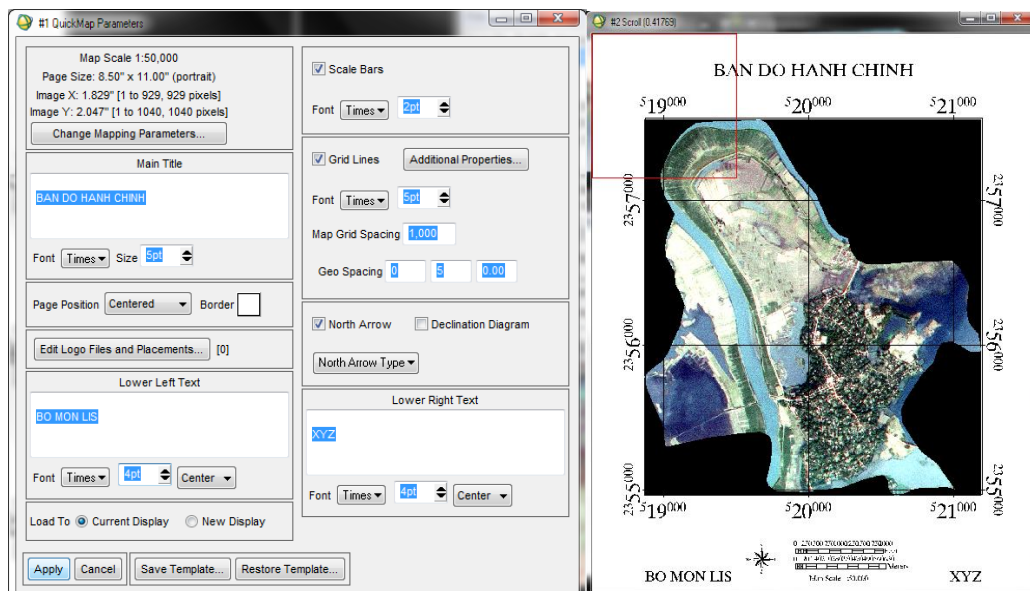 #1 QuickMap Parameters
Map Scale 1:50,000
Page Size: 8.50" x 11.00" (portrait)
Image X: 1.829" [1 to 929, 929 pixels]
Image Y: 2.047" [1 to 1040, 1040 pixels]
Change Mapping Parameters...
Main Title
BAN DO HANH CHINH
Font Times Size 5pt
Page Position Centered Border
Edit Logo Files and Placements... [0]
Lower Left Text
BO MON LIS
Font Times 4pt Center
Load To Current Display New Display
Apply Cancel Save Template... Restore Template...
Scale Bars
Font Times 2pt
Grid Lines Additional Properties...
Font Times 5pt
Map Grid Spacing 1,000
Geo Spacing 0 5 0.00
North Arrow Declination Diagram
North Arrow Type
Lower Right Text
XYZ
Font Times 4pt Center
#2 Scroll (0.41769)
BAN DO HANH CHINH
519000 520000 521000
2357000 2357000
2356000 2356000
2355000 2355000
519000 520000 521000
Meters
BO MON LIS XYZ